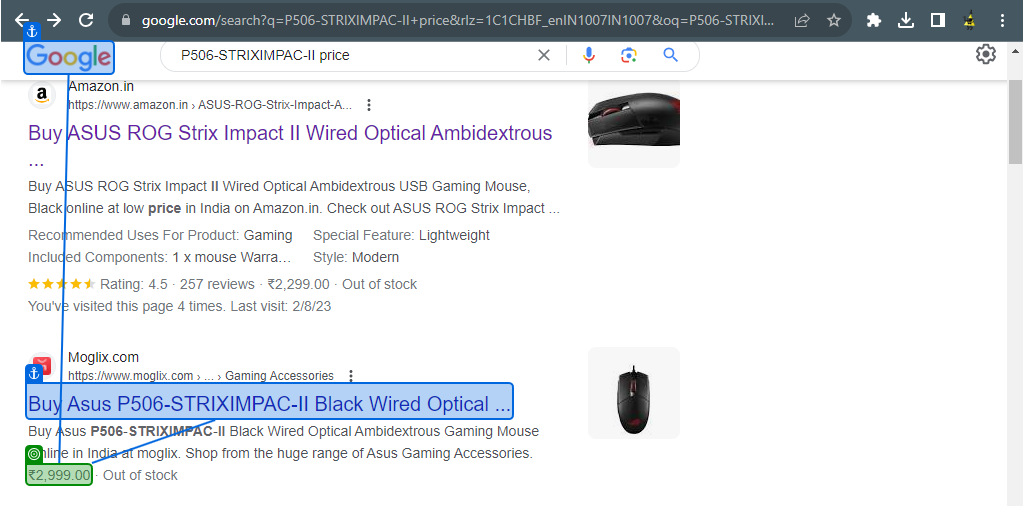 google.com/search?q=P506-STRIXIMPAC-II+price&rlz=1C1CHBF_enIN1007IN1007&oq=P506-STRIXI...
Google
P506-STRIXIMPAC-II price
Amazon.in
https://www.amazon.in › ASUS-ROG-Strix-Impact-A...
Buy ASUS ROG Strix Impact II Wired Optical Ambidextrous
...
Buy ASUS ROG Strix Impact II Wired Optical Ambidextrous USB Gaming Mouse,
Black online at low price in India on Amazon.in. Check out ASUS ROG Strix Impact ...
Recommended Uses For Product: Gaming Special Feature: Lightweight
Included Components: 1 x mouse Warra... Style: Modern
Rating: 4.5 · 257 reviews · ₹2,299.00 · Out of stock
You've visited this page 4 times. Last visit: 2/8/23
Moglix.com
https://www.moglix.com › ... › Gaming Accessories
Buy Asus P506-STRIXIMPAC-II Black Wired Optical ...
Buy Asus P506-STRIXIMPAC-II Black Wired Optical Ambidextrous Gaming Mouse
online in India at moglix. Shop from the huge range of Asus Gaming Accessories.
₹2,999.00 · Out of stock